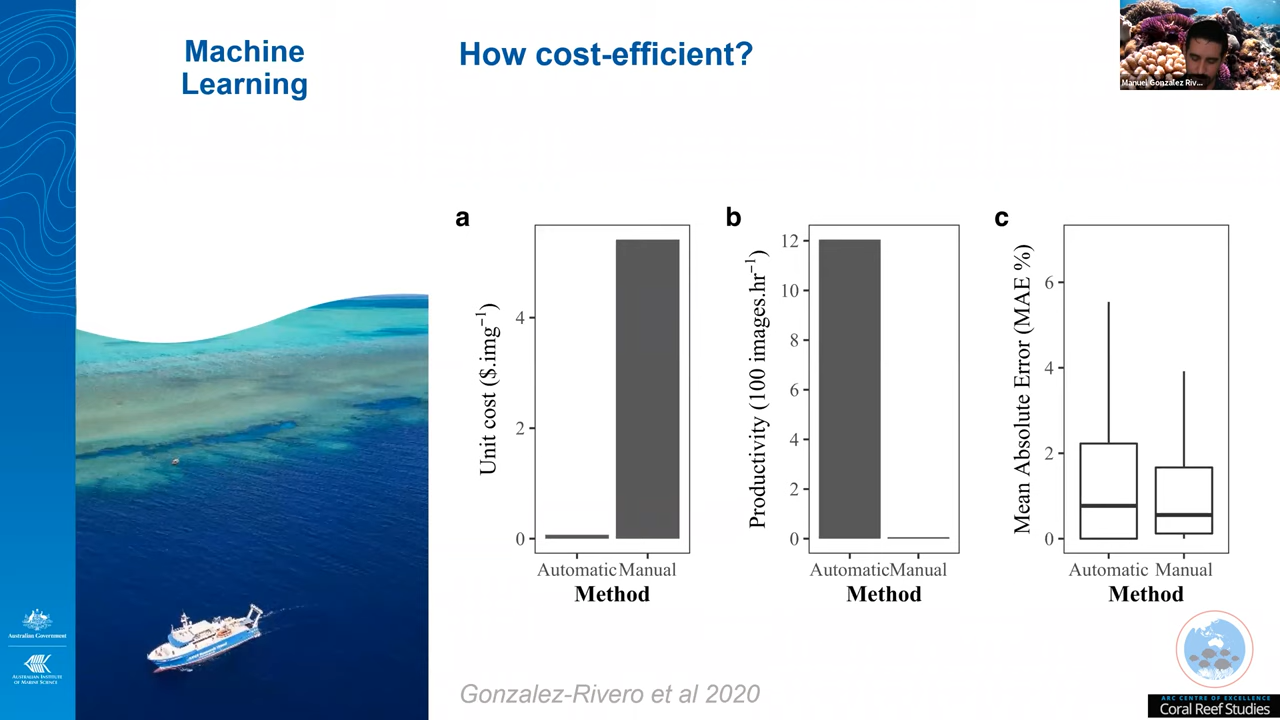 Machine
Learning
How cost-efficient?
Manuel Gonzalez Riv...
a
Unit cost ($.img⁻¹)
4
2
0
Automatic Manual
Method
b
Productivity (100 images.hr⁻¹)
12
10
8
6
4
2
0
Automatic Manual
Method
c
Mean Absolute Error (MAE %)
6
4
2
0
Automatic Manual
Method
Gonzalez-Rivero et al 2020
Australian Government
AUSTRALIAN INSTITUTE
OF MARINE SCIENCE
ARC CENTRE OF EXCELLENCE
Coral Reef Studies